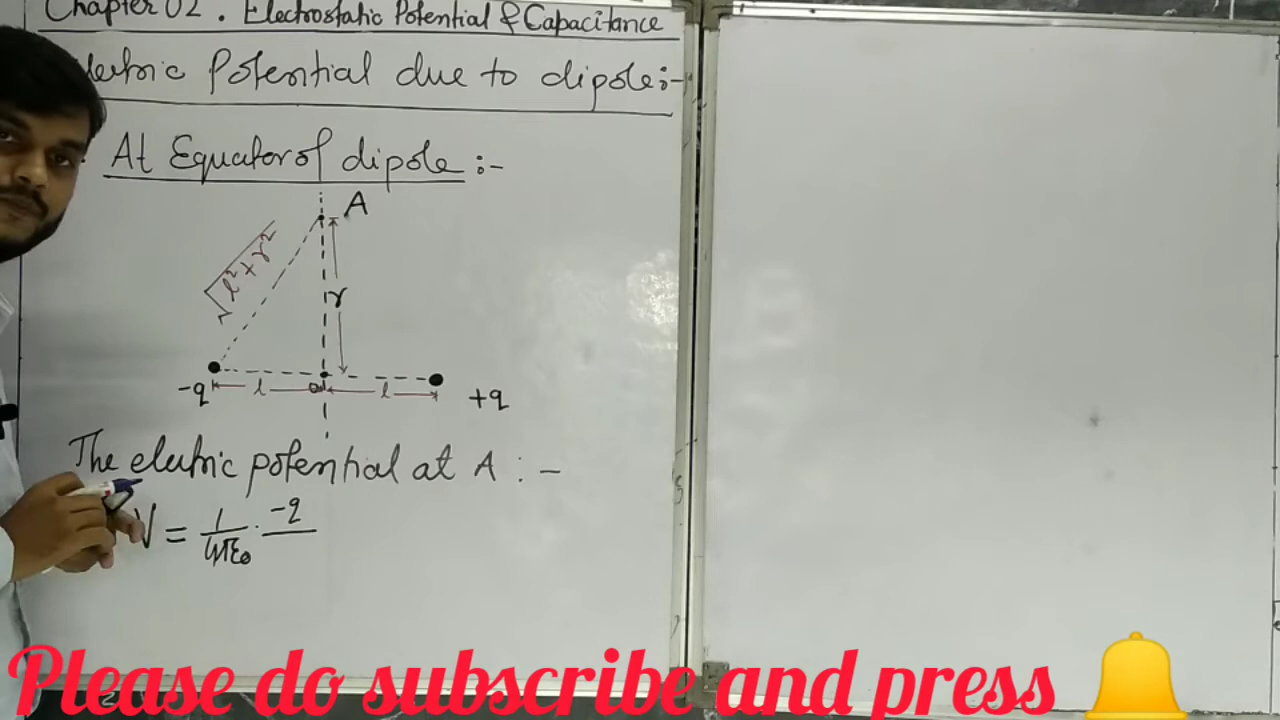 Chapter 02 . Electrostatic Potential & Capacitance
Electric Potential due to dipole:-
At Equator of dipole :-
A
√l²+r²
r
-q l O l +q
The electric potential at A : -
V = 1/4πε₀ . -q
Please do subscribe and press